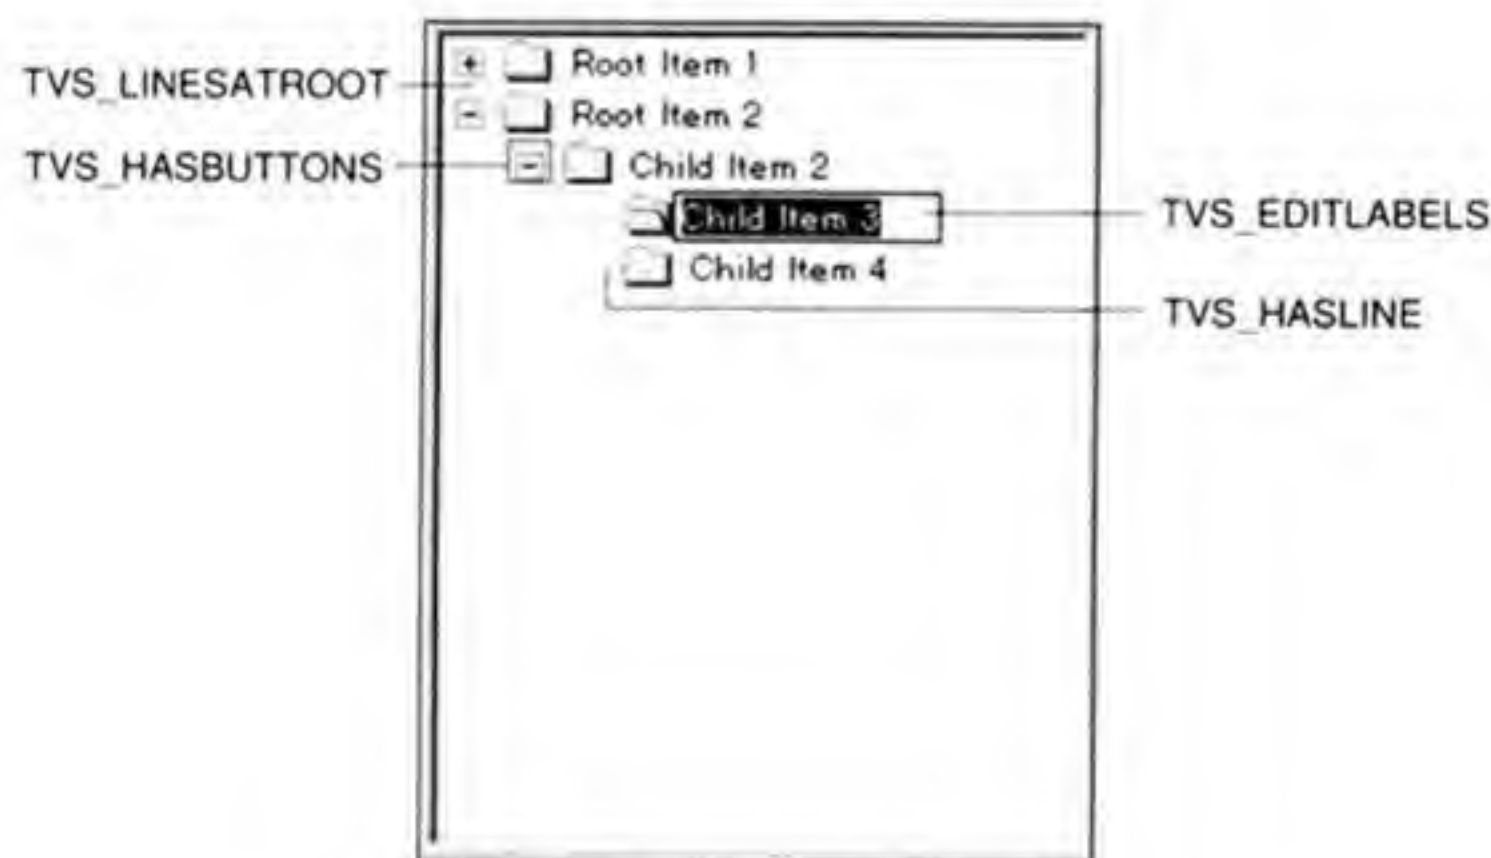 TVS_LINESATROOT
TVS_HASBUTTONS
Root Item 1
Root Item 2
Child Item 2
Child Item 3
Child Item 4
TVS_EDITLABELS
TVS_HASLINE